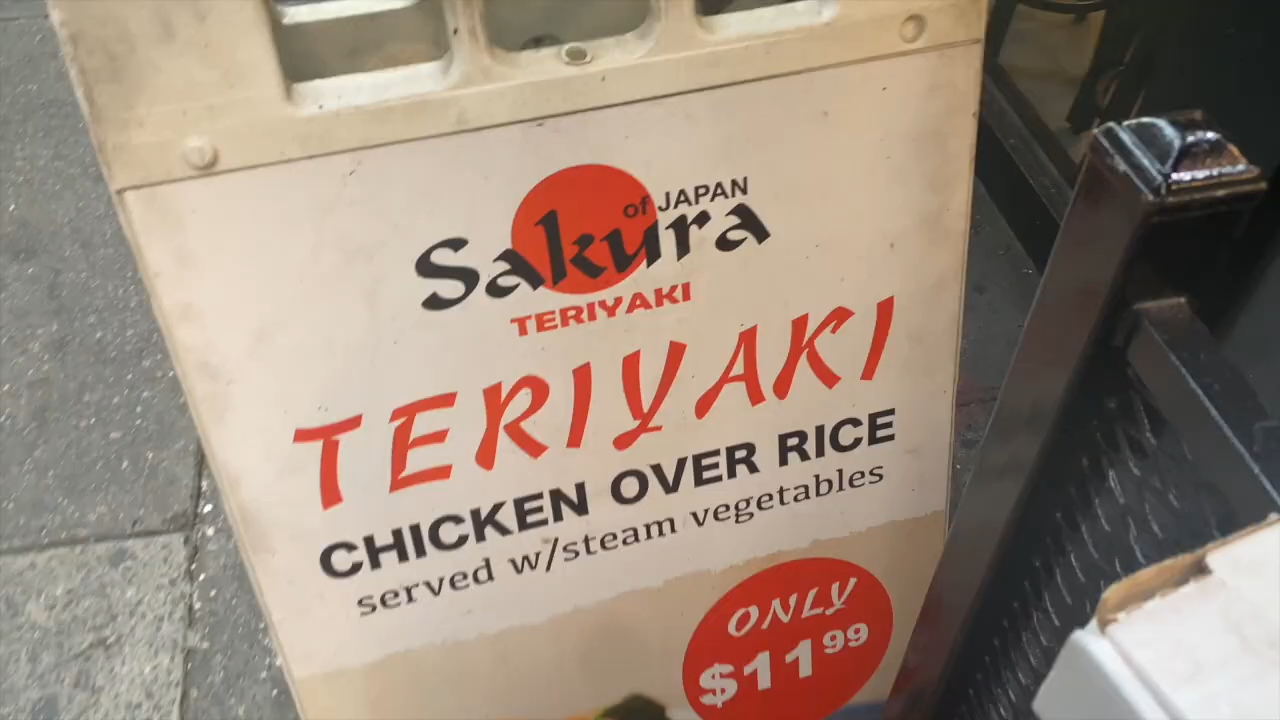 of JAPAN
Sakura
TERIYAKI
TERIYAKI
CHICKEN OVER RICE
served w/steam vegetables
ONLY
$11.99